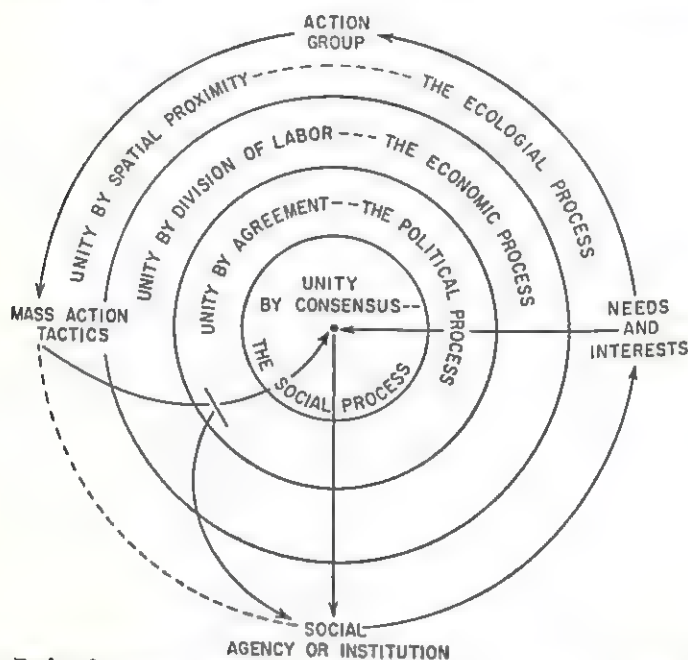 ACTION
GROUP
UNITY BY SPATIAL PROXIMITY---------THE ECOLOGIAL PROCESS
UNITY BY DIVISION OF LABOR---THE ECONOMIC PROCESS
UNITY BY AGREEMENT---THE POLITICAL PROCESS
UNITY
BY CONSENSUS--
THE SOCIAL PROCESS
MASS ACTION
TACTICS
NEEDS
AND
INTERESTS
SOCIAL
AGENCY OR INSTITUTION